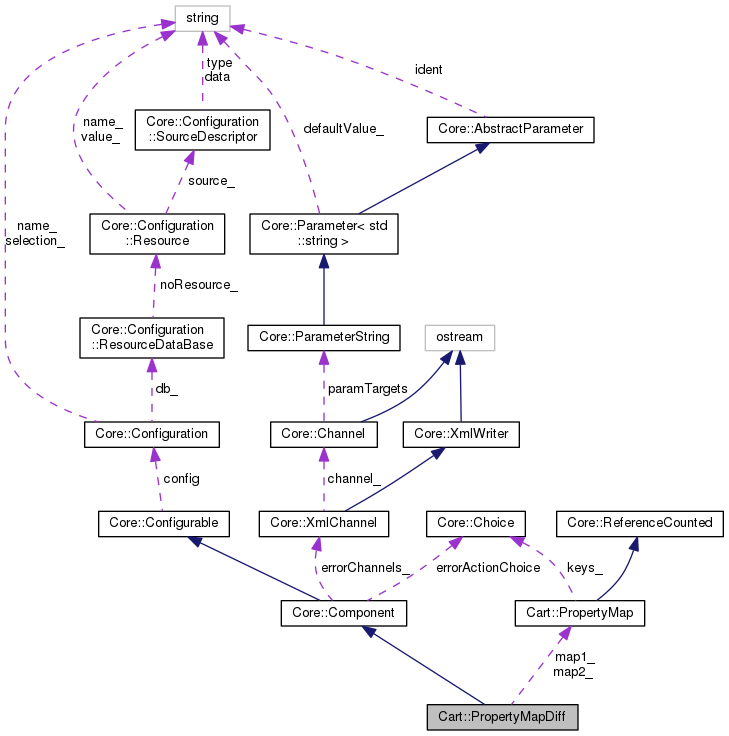 string
type
data
ident
Core::Configuration
::SourceDescriptor
name_
value_
defaultValue_
Core::AbstractParameter
source_
Core::Configuration
::Resource
Core::Parameter< std
::string >
name_
selection_
noResource_
Core::Configuration
::ResourceDataBase
Core::ParameterString
ostream
db_
paramTargets
Core::Configuration
Core::Channel
Core::XmlWriter
config
channel_
Core::Configurable
Core::XmlChannel
Core::Choice
Core::ReferenceCounted
errorChannels_
errorActionChoice
keys_
Core::Component
Cart::PropertyMap
map1_
map2_
Cart::PropertyMapDiff